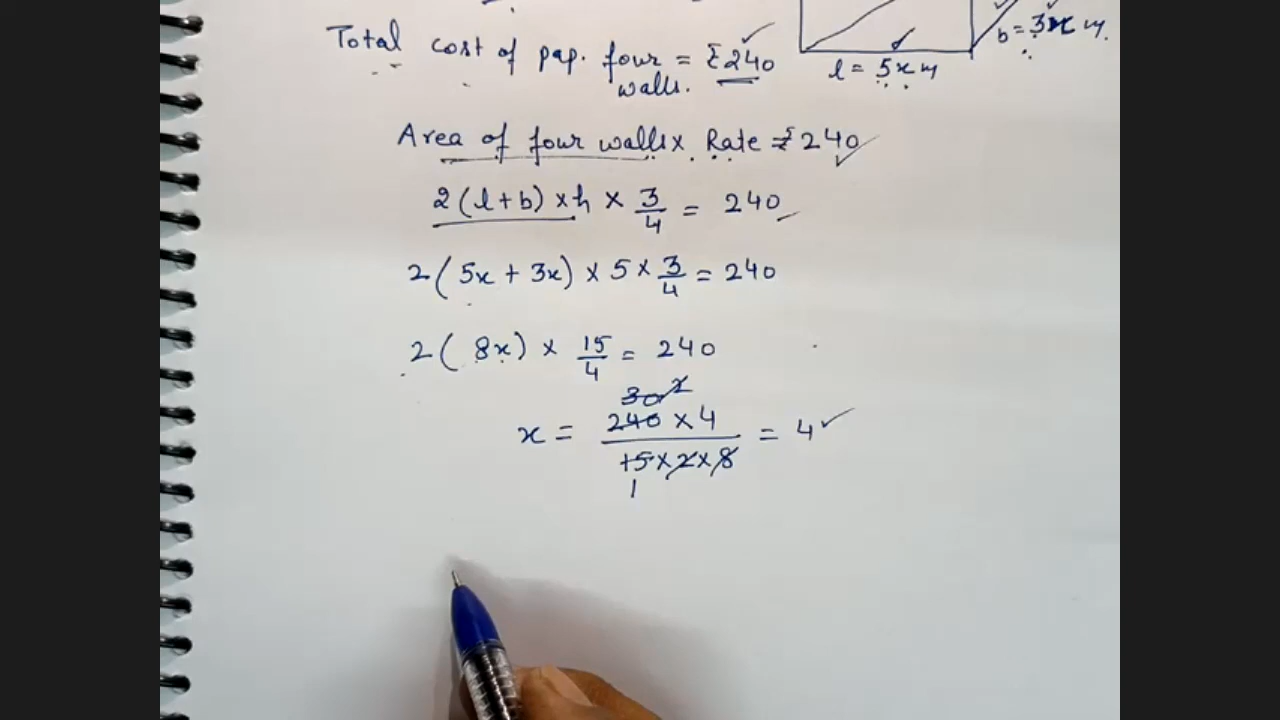 b = 3x m.
Total cost of pap. four = ₹240
walls.
l = 5x m
Area of four walls x Rate = ₹240
2 ( l + b ) × h × 3/4 = 240
2 ( 5x + 3x ) × 5 × 3/4 = 240
2 ( 8x ) × 15/4 = 240
30 2
x = 240 × 4 / 15 × 2 × 8 = 4
1